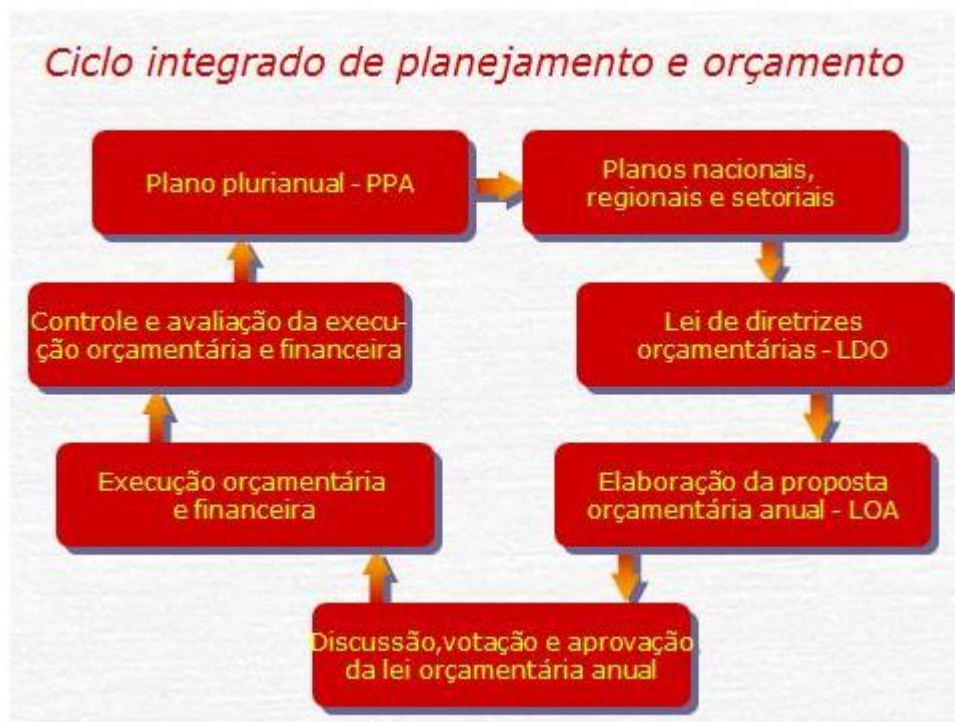 Ciclo integrado de planejamento e orçamento
Plano plurianual - PPA
Planos nacionais,
regionais e setoriais
Lei de diretrizes
orçamentárias - LDO
Elaboração da proposta
orçamentária anual - LOA
Discussão,votação e aprovação
da lei orçamentária anual
Execução orçamentária
e financeira
Controle e avaliação da execu-
ção orçamentária e financeira